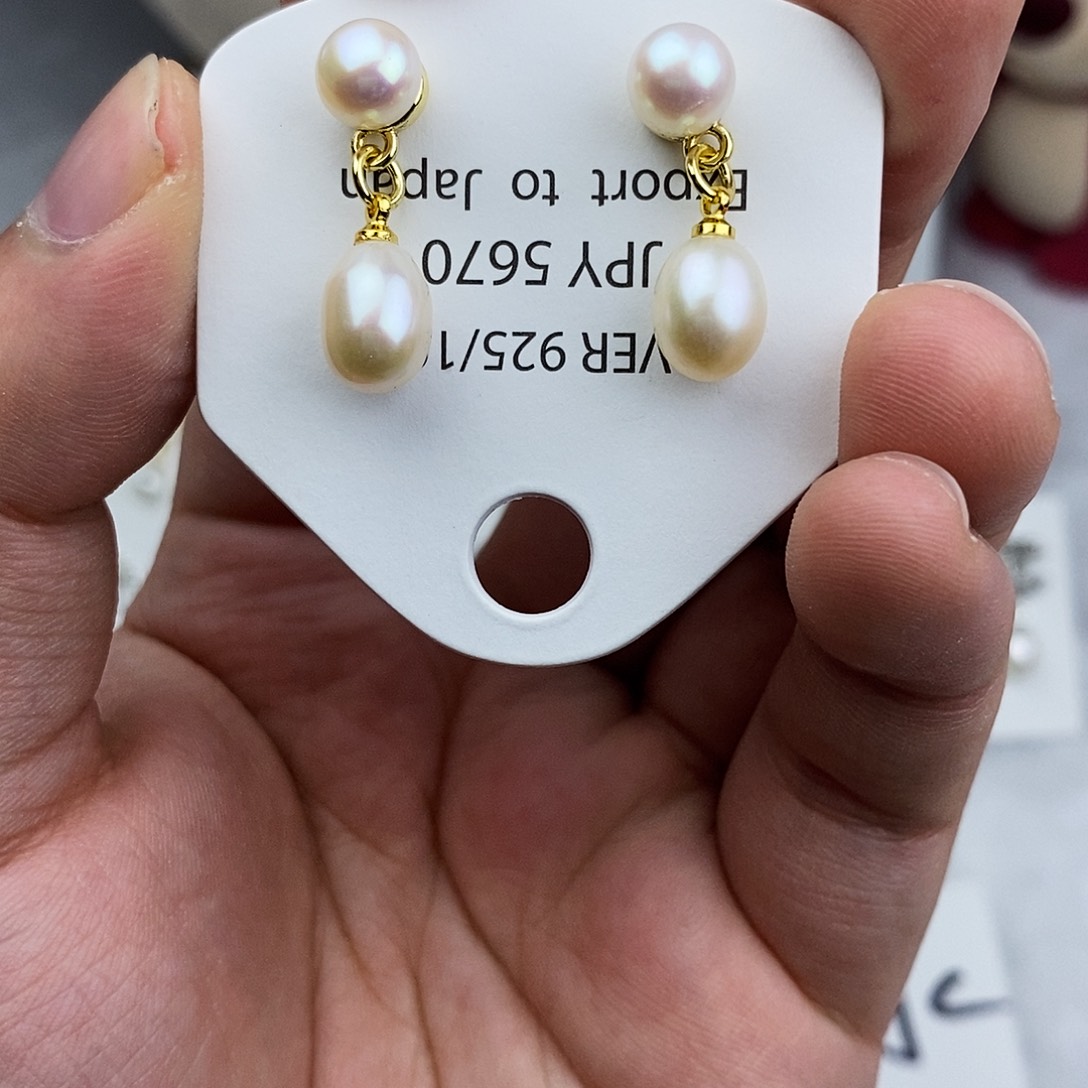 VER 925/1
JPY 5670
Export to Japan